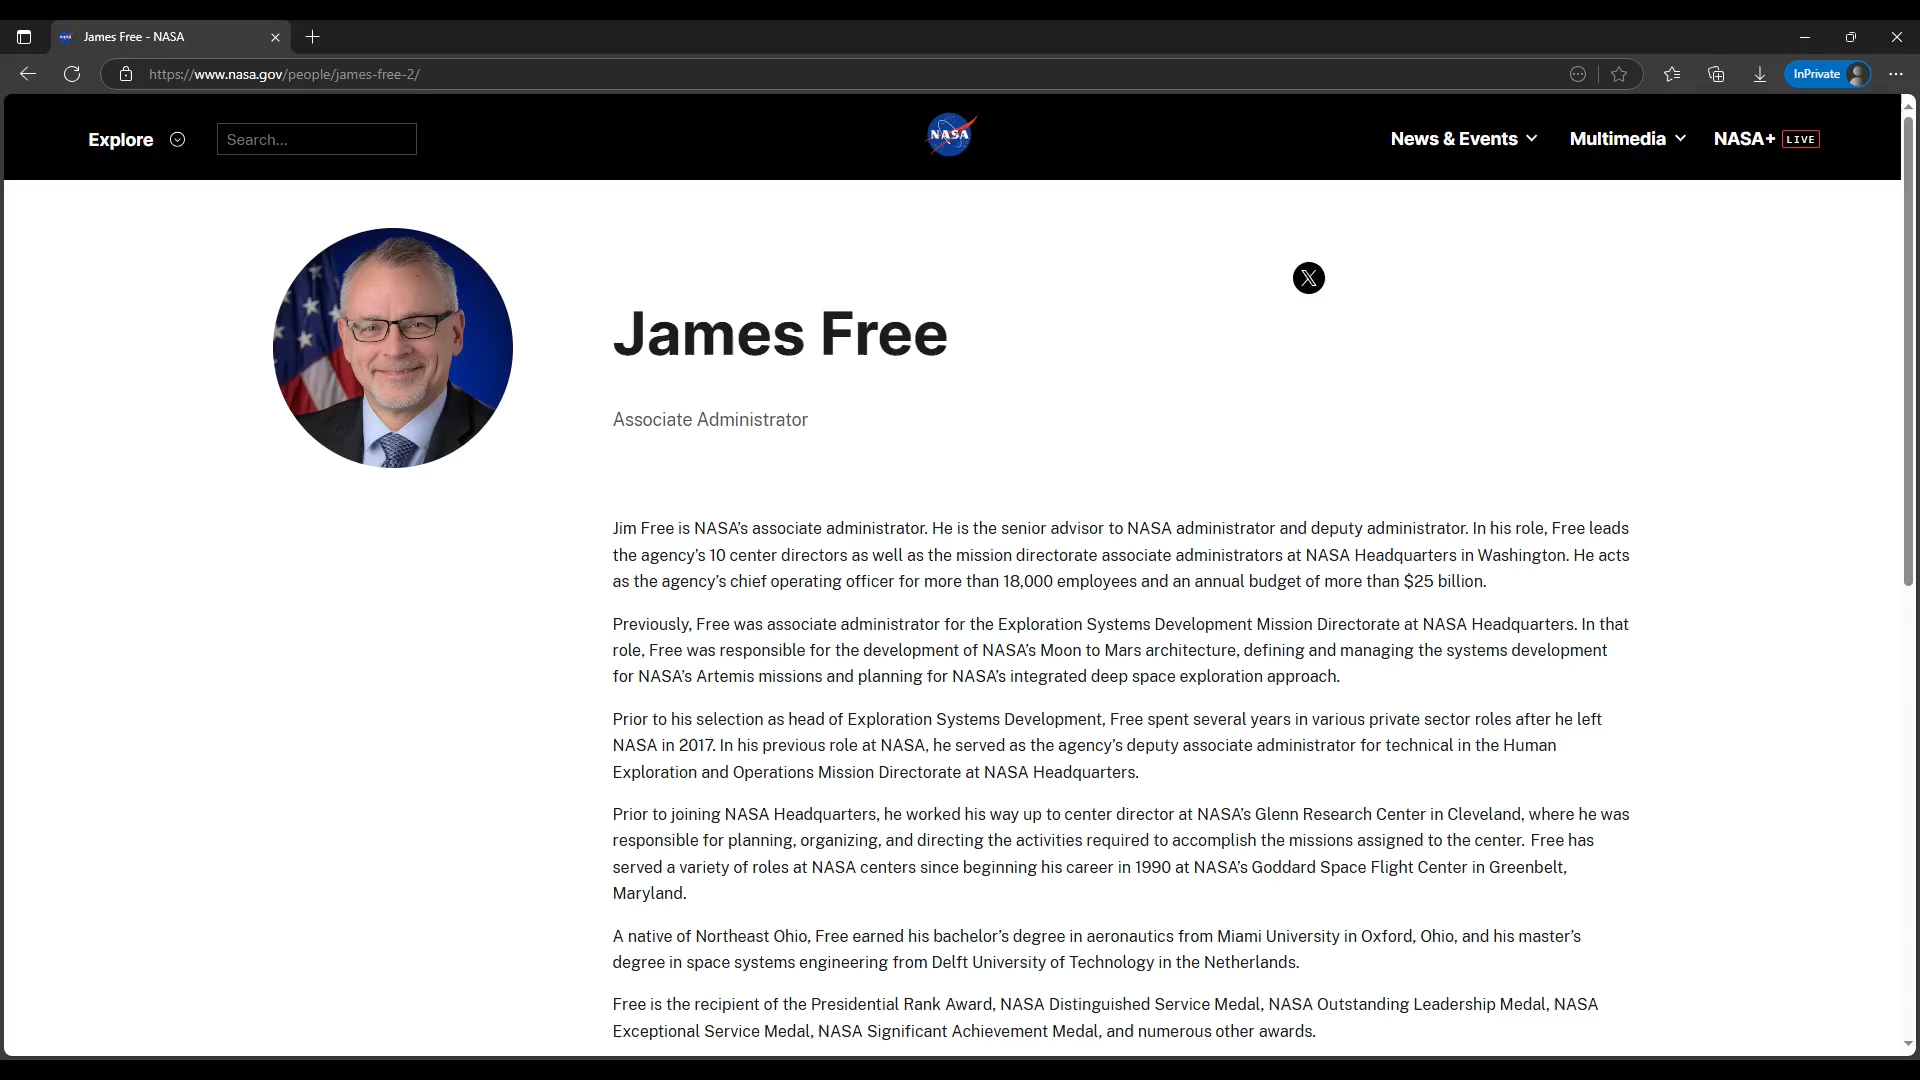 James Free - NASA
https://www.nasa.gov/people/james-free-2/
InPrivate
Explore
Search...
NASA
News & Events
Multimedia
NASA+ LIVE
James Free
Associate Administrator
Jim Free is NASA’s associate administrator. He is the senior advisor to NASA administrator and deputy administrator. In his role, Free leads
the agency’s 10 center directors as well as the mission directorate associate administrators at NASA Headquarters in Washington. He acts
as the agency’s chief operating officer for more than 18,000 employees and an annual budget of more than $25 billion.
Previously, Free was associate administrator for the Exploration Systems Development Mission Directorate at NASA Headquarters. In that
role, Free was responsible for the development of NASA’s Moon to Mars architecture, defining and managing the systems development
for NASA’s Artemis missions and planning for NASA’s integrated deep space exploration approach.
Prior to his selection as head of Exploration Systems Development, Free spent several years in various private sector roles after he left
NASA in 2017. In his previous role at NASA, he served as the agency’s deputy associate administrator for technical in the Human
Exploration and Operations Mission Directorate at NASA Headquarters.
Prior to joining NASA Headquarters, he worked his way up to center director at NASA’s Glenn Research Center in Cleveland, where he was
responsible for planning, organizing, and directing the activities required to accomplish the missions assigned to the center. Free has
served a variety of roles at NASA centers since beginning his career in 1990 at NASA’s Goddard Space Flight Center in Greenbelt,
Maryland.
A native of Northeast Ohio, Free earned his bachelor’s degree in aeronautics from Miami University in Oxford, Ohio, and his master’s
degree in space systems engineering from Delft University of Technology in the Netherlands.
Free is the recipient of the Presidential Rank Award, NASA Distinguished Service Medal, NASA Outstanding Leadership Medal, NASA
Exceptional Service Medal, NASA Significant Achievement Medal, and numerous other awards.